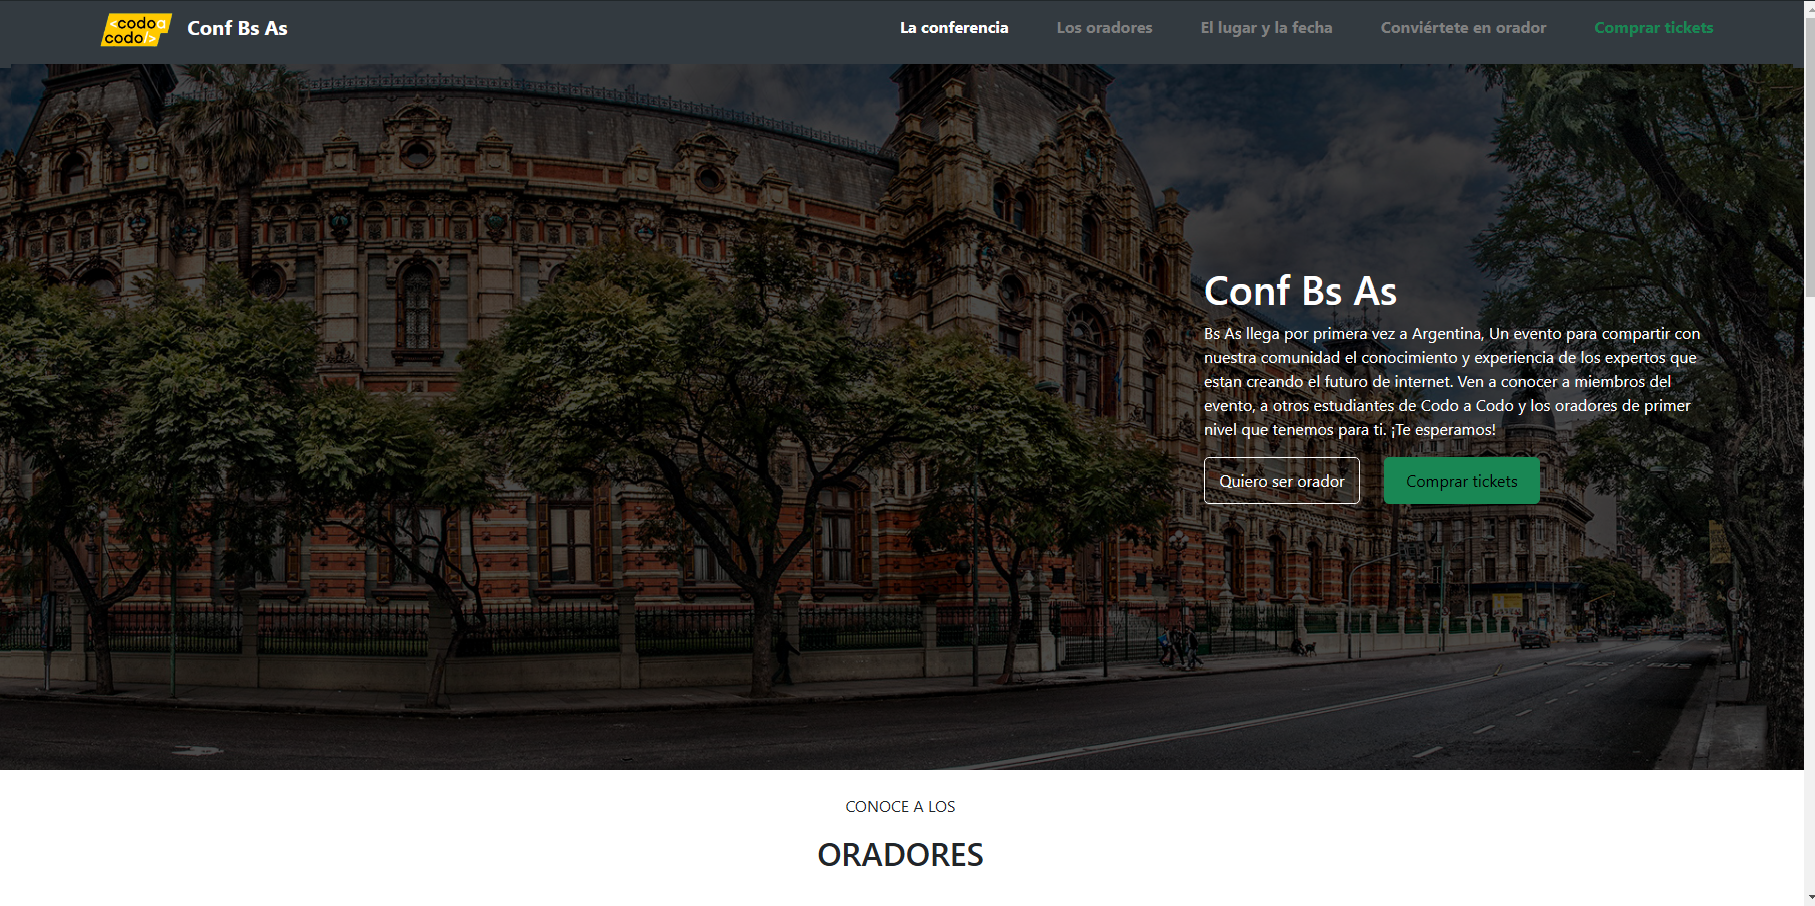 <codo a
codo/>
Conf Bs As
La conferencia
Los oradores
El lugar y la fecha
Conviértete en orador
Comprar tickets
Conf Bs As
Bs As llega por primera vez a Argentina, Un evento para compartir con
nuestra comunidad el conocimiento y experiencia de los expertos que
estan creando el futuro de internet. Ven a conocer a miembros del
evento, a otros estudiantes de Codo a Codo y los oradores de primer
nivel que tenemos para ti. ¡Te esperamos!
Quiero ser orador
Comprar tickets
BUS
BUS
CONOCE A LOS
ORADORES